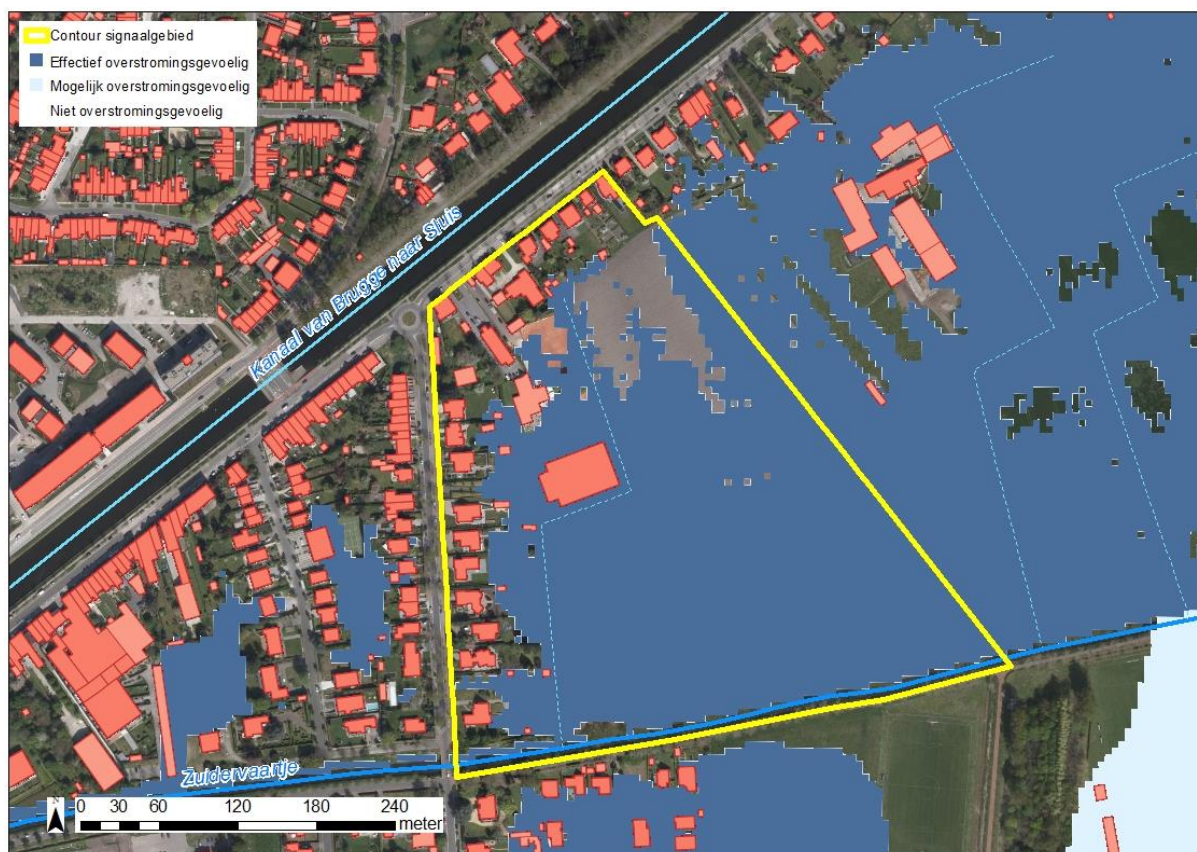 Contour signaalgebied
Effectief overstromingsgevoelig
Mogelijk overstromingsgevoelig
Niet overstromingsgevoelig
Kanaal van Brugge naar Sluis
Zuidervaartje
N
0 30 60 120 180 240
meter